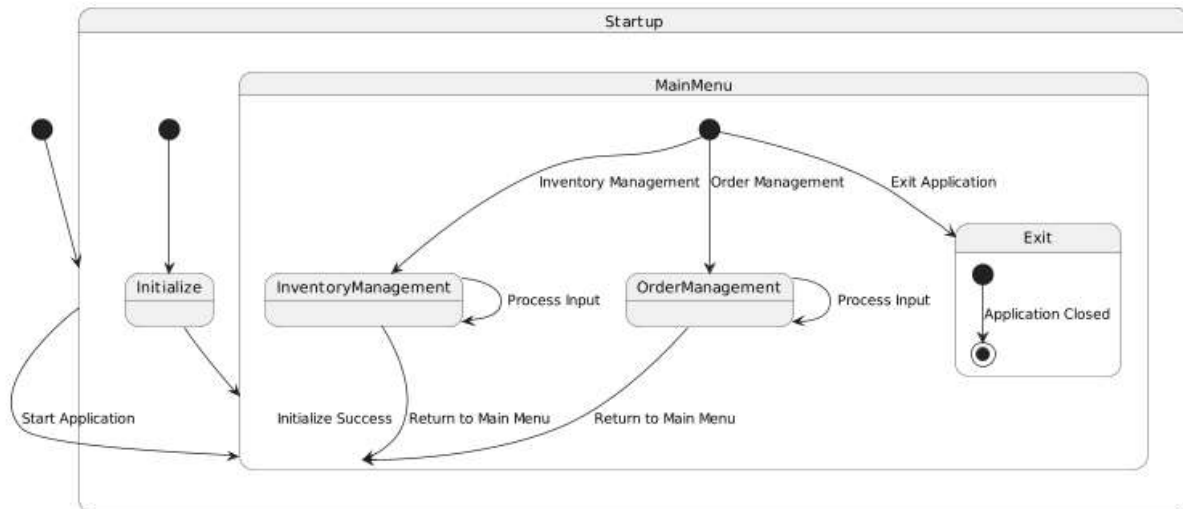 Startup
MainMenu
Inventory Management
Order Management
Exit Application
Exit
Initialize
InventoryManagement
Process Input
OrderManagement
Process Input
Application Closed
Start Application
Initialize Success
Return to Main Menu
Return to Main Menu